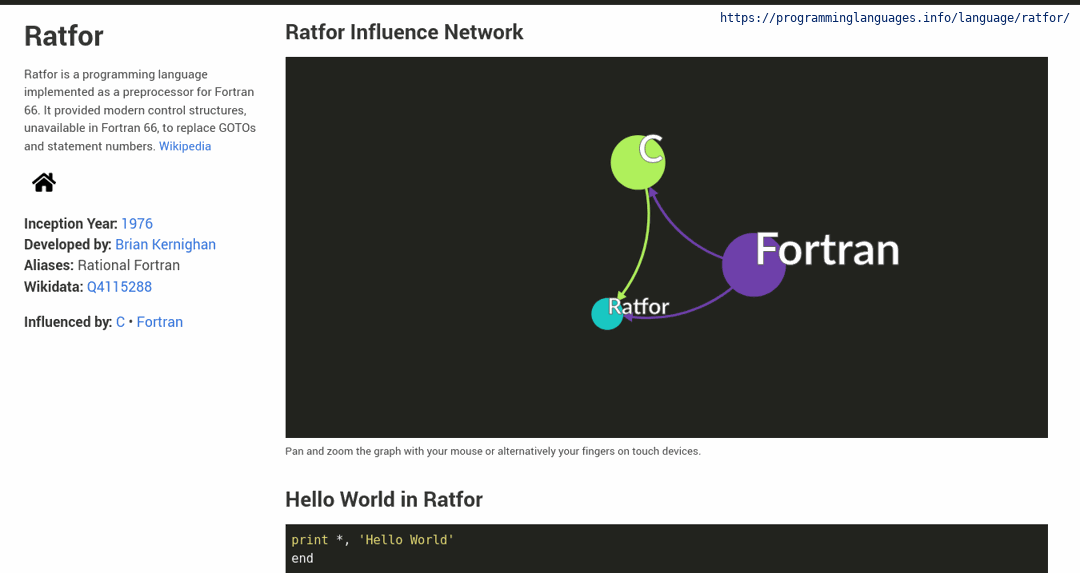 https://programminglanguages.info/language/ratfor/
Ratfor
Ratfor is a programming language
implemented as a preprocessor for Fortran
66. It provided modern control structures,
unavailable in Fortran 66, to replace GOTOs
and statement numbers. Wikipedia
Inception Year: 1976
Developed by: Brian Kernighan
Aliases: Rational Fortran
Wikidata: Q4115288
Influenced by: C • Fortran
Ratfor Influence Network
C
Fortran
Ratfor
Pan and zoom the graph with your mouse or alternatively your fingers on touch devices.
Hello World in Ratfor
print *, 'Hello World'
end